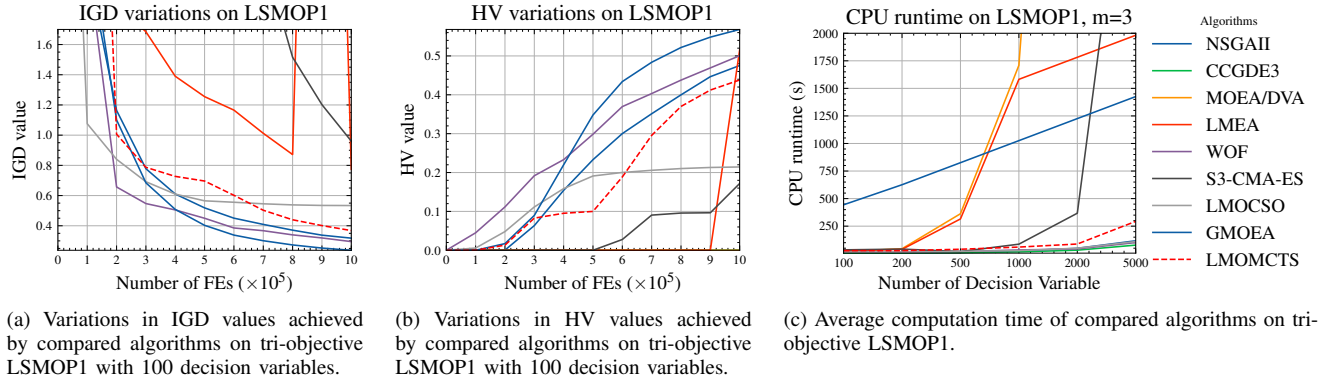 IGD variations on LSMOP1
1.6
1.4
1.2
1.0
0.8
0.6
0.4
IGD value
0 1 2 3 4 5 6 7 8 9 10
Number of FEs (×10⁵)
HV variations on LSMOP1
0.5
0.4
0.3
0.2
0.1
0.0
HV value
0 1 2 3 4 5 6 7 8 9 10
Number of FEs (×10⁵)
CPU runtime on LSMOP1, m=3
2000
1750
1500
1250
1000
750
500
250
CPU runtime (s)
100 200 500 1000 2000 5000
Number of Decision Variable
Algorithms
NSGAII
CCGDE3
MOEA/DVA
LMEA
WOF
S3-CMA-ES
LMOCSO
GMOEA
LMOMCTS
(a) Variations in IGD values achieved
by compared algorithms on tri-objective
LSMOP1 with 100 decision variables.
(b) Variations in HV values achieved
by compared algorithms on tri-objective
LSMOP1 with 100 decision variables.
(c) Average computation time of compared algorithms on tri-
objective LSMOP1.